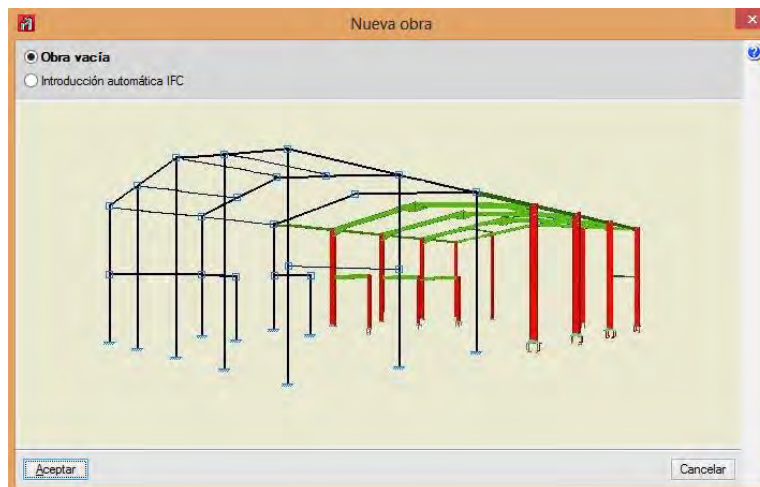 Nueva obra
Obra vacía
Introducción automática IFC
Aceptar
Cancelar